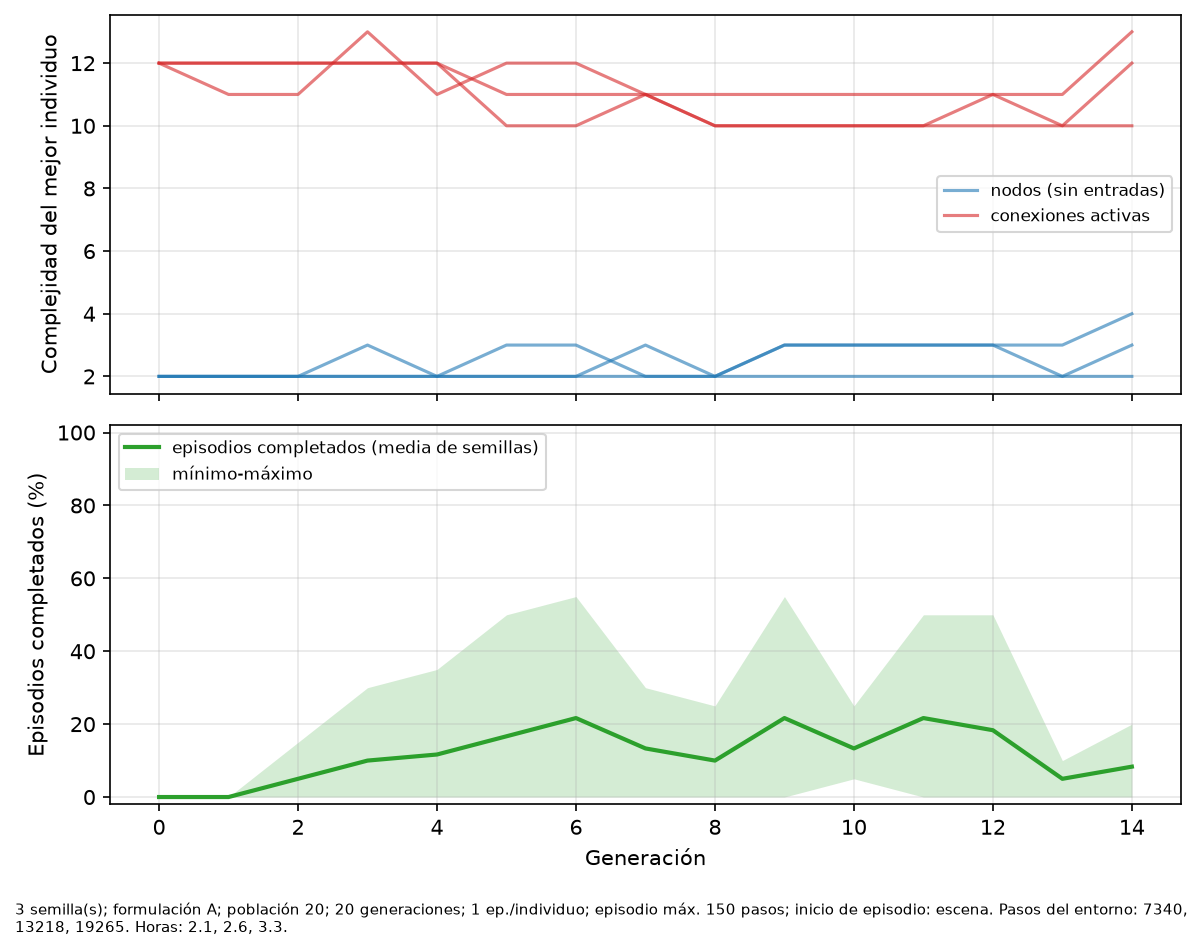 Complejidad del mejor individuo
12
10
8
6
4
2
nodos (sin entradas)
conexiones activas
Episodios completados (%)
100
80
60
40
20
0
episodios completados (media de semillas)
mínimo-máximo
0 2 4 6 8 10 12 14
Generación
3 semilla(s); formulación A; población 20; 20 generaciones; 1 ep./individuo; episodio máx. 150 pasos; inicio de episodio: escena. Pasos del entorno: 7340,
13218, 19265. Horas: 2.1, 2.6, 3.3.